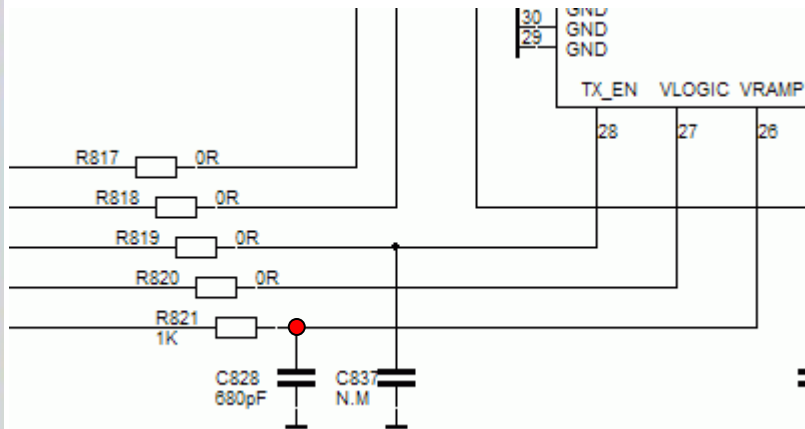 GND
30
GND
29
GND
TX_EN VLOGIC VRAMP
28 27 26
R817 0R
R818 0R
R819 0R
R820 0R
R821
1K
C828 C837
680pF N.M